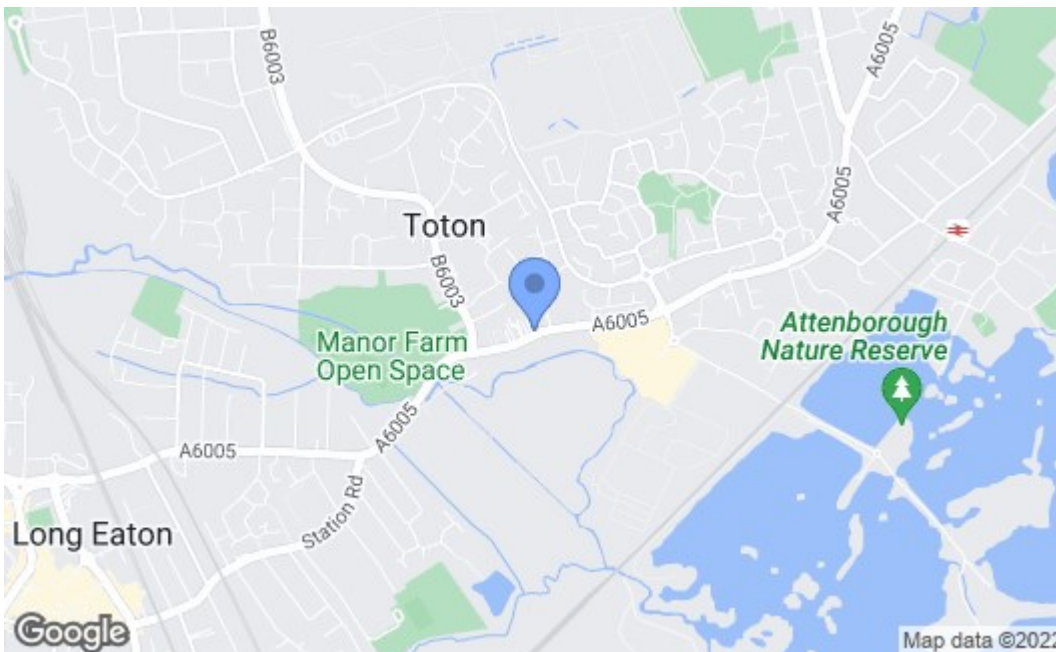 B6003
A6005
Toton
A6005
B6003
A6005
Manor Farm
Open Space
Attenborough
Nature Reserve
A6005
A6005
Station Rd
Long Eaton
Google
Map data ©2022